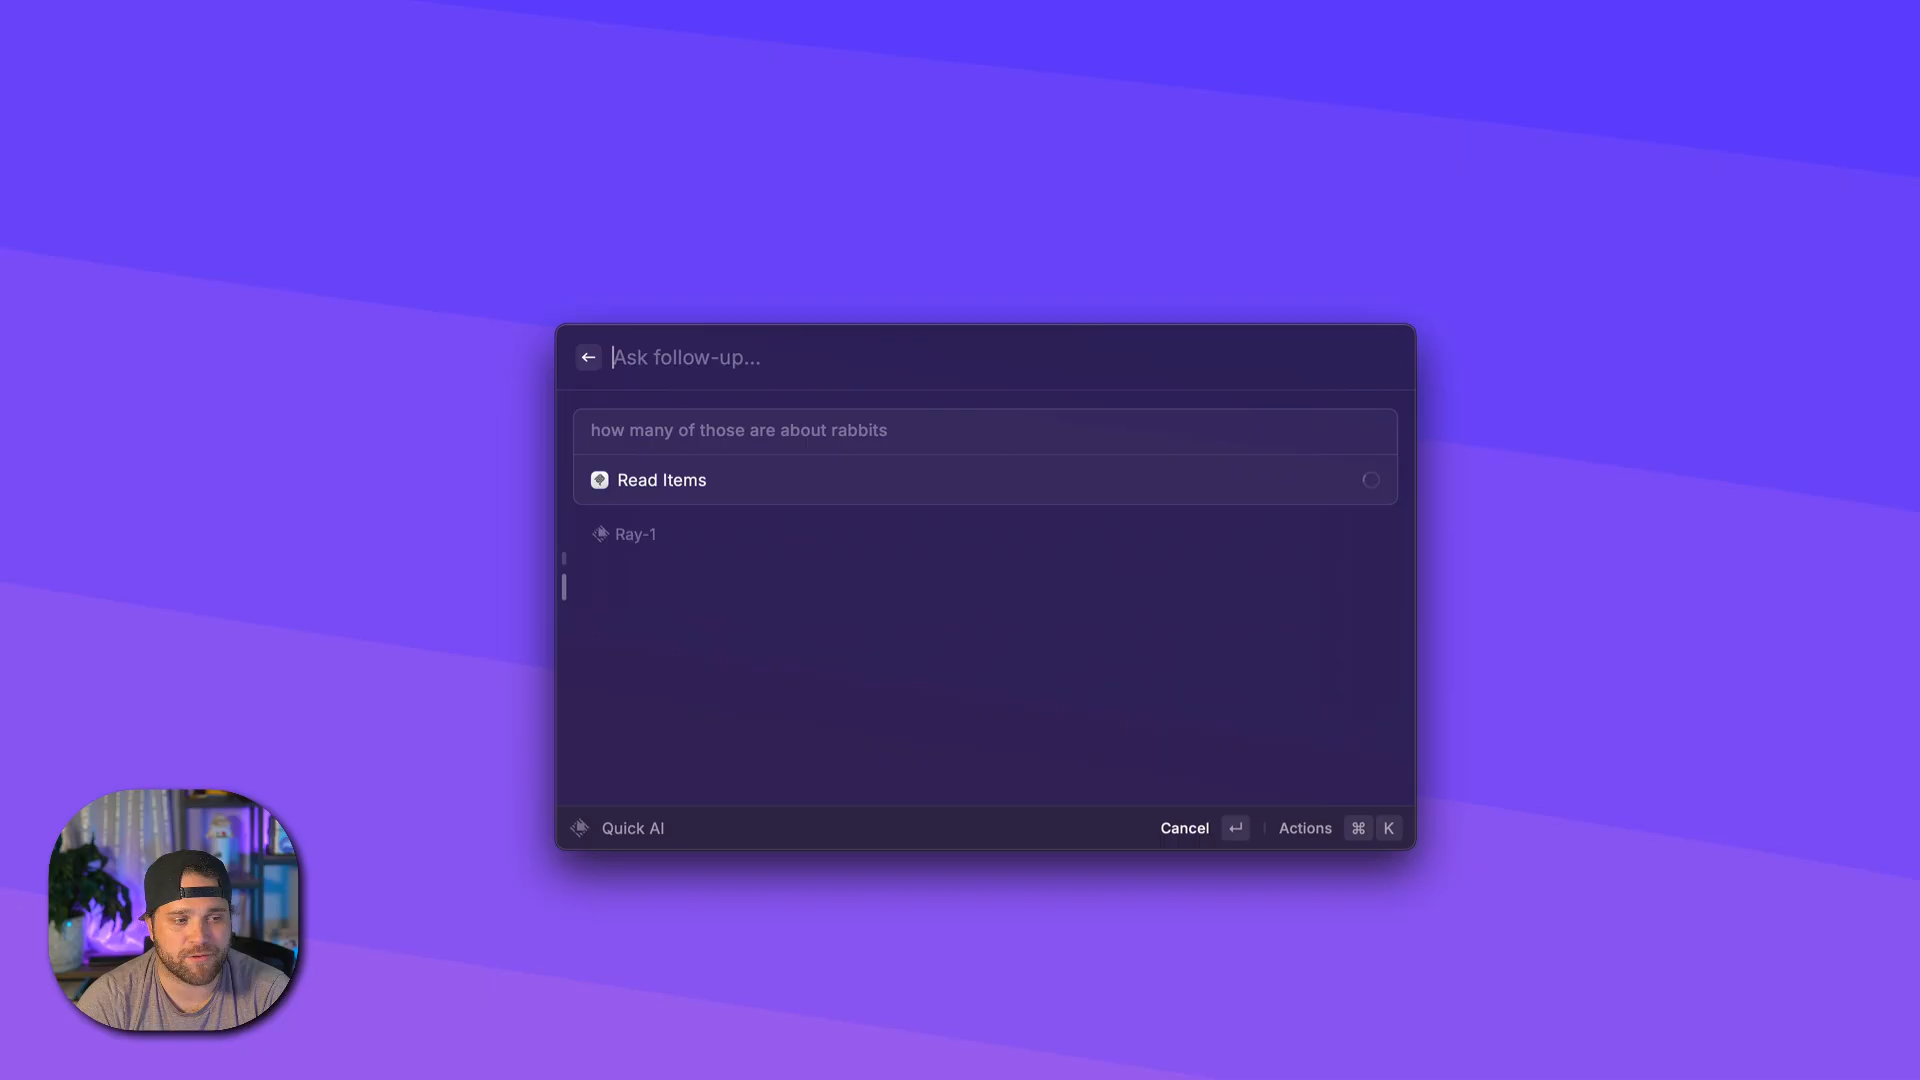 Ask follow-up...
how many of those are about rabbits
Read Items
Ray-1
Quick AI
Cancel
Actions ⌘ K